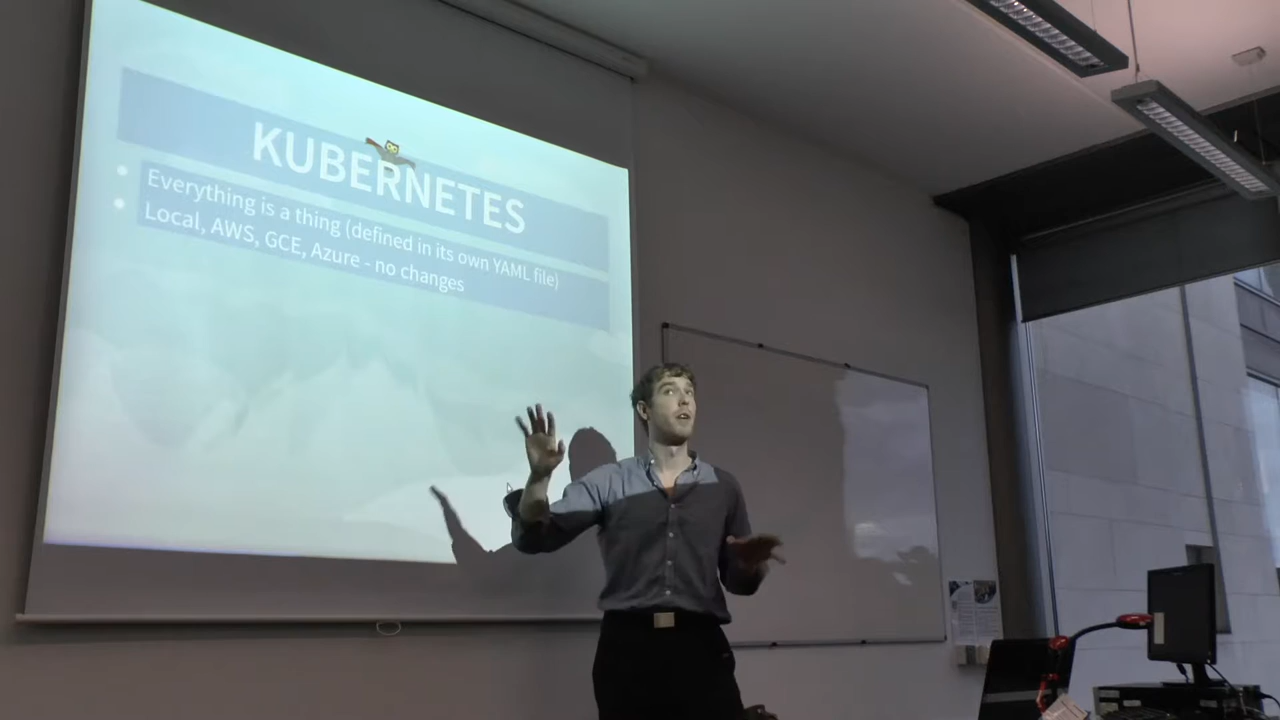 KUBERNETES
Everything is a thing (defined in its own YAML file)
Local, AWS, GCE, Azure - no changes